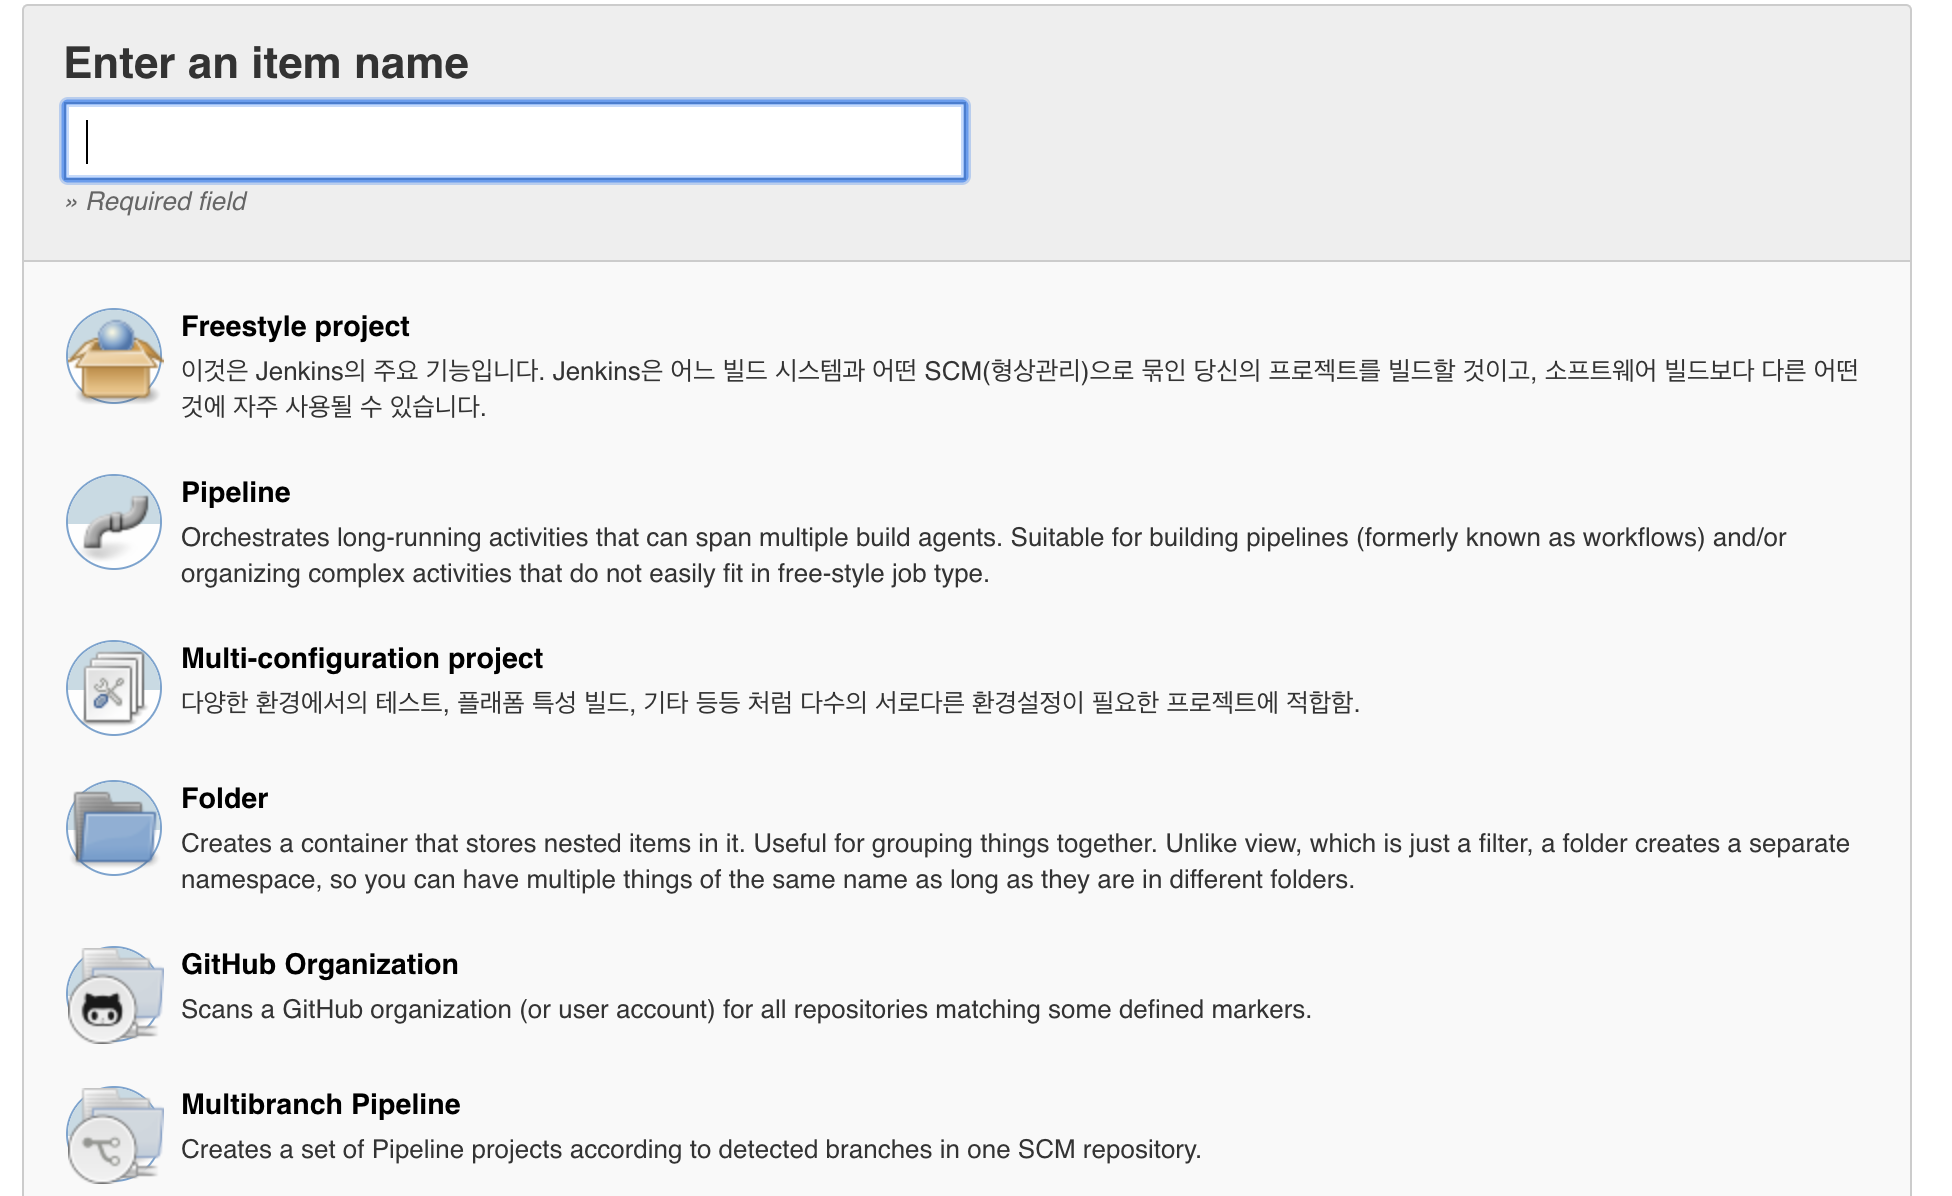 Enter an item name
» Required field
Freestyle project
이것은 Jenkins의 주요 기능입니다. Jenkins은 어느 빌드 시스템과 어떤 SCM(형상관리)으로 묶인 당신의 프로젝트를 빌드할 것이고, 소프트웨어 빌드보다 다른 어떤
것에 자주 사용될 수 있습니다.
Pipeline
Orchestrates long-running activities that can span multiple build agents. Suitable for building pipelines (formerly known as workflows) and/or
organizing complex activities that do not easily fit in free-style job type.
Multi-configuration project
다양한 환경에서의 테스트, 플래폼 특성 빌드, 기타 등등 처럼 다수의 서로다른 환경설정이 필요한 프로젝트에 적합함.
Folder
Creates a container that stores nested items in it. Useful for grouping things together. Unlike view, which is just a filter, a folder creates a separate
namespace, so you can have multiple things of the same name as long as they are in different folders.
GitHub Organization
Scans a GitHub organization (or user account) for all repositories matching some defined markers.
Multibranch Pipeline
Creates a set of Pipeline projects according to detected branches in one SCM repository.